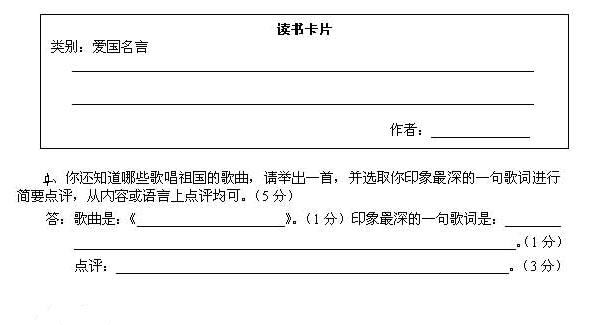 读书卡片
类别：爱国名言
作者：
4、你还知道哪些歌唱祖国的歌曲，请举出一首，并选取你印象最深的一句歌词进行
简要点评，从内容或语言上点评均可。（5 分）
答：歌曲是：《                    》。（1 分）印象最深的一句歌词是：
。（1 分）
点评：                    。（3 分）